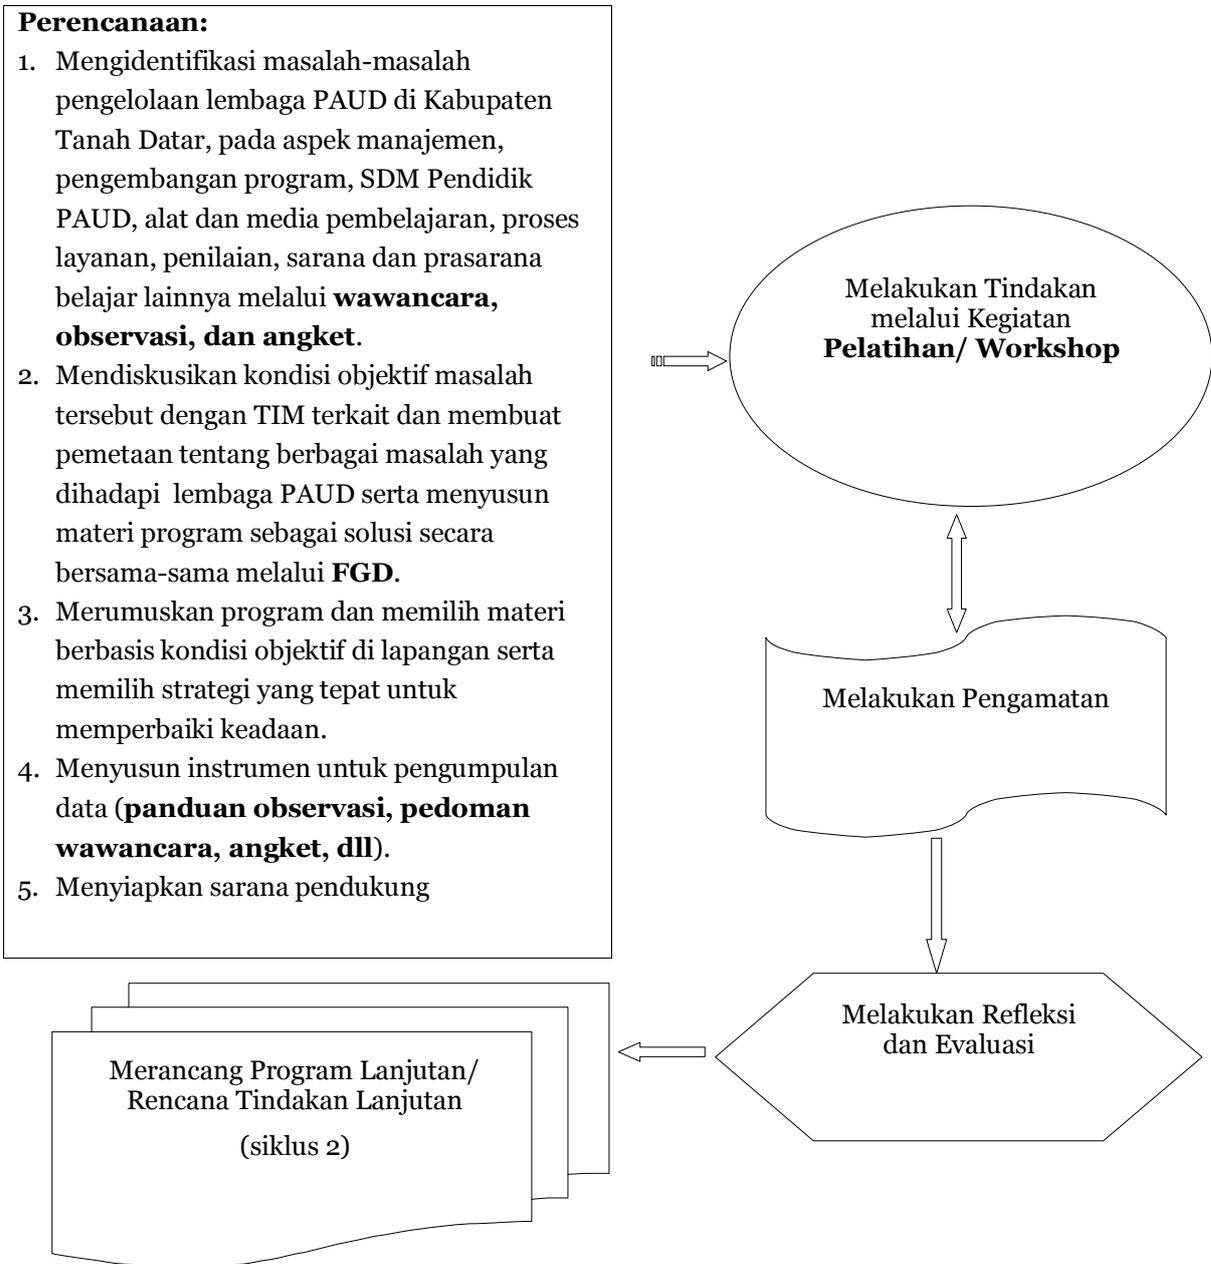 Perencanaan:
1. Mengidentifikasi masalah-masalah
pengelolaan lembaga PAUD di Kabupaten
Tanah Datar, pada aspek manajemen,
pengembangan program, SDM Pendidik
PAUD, alat dan media pembelajaran, proses
layanan, penilaian, sarana dan prasarana
belajar lainnya melalui wawancara,
observasi, dan angket.
2. Mendiskusikan kondisi objektif masalah
tersebut dengan TIM terkait dan membuat
pemetaan tentang berbagai masalah yang
dihadapi lembaga PAUD serta menyusun
materi program sebagai solusi secara
bersama-sama melalui FGD.
3. Merumuskan program dan memilih materi
berbasis kondisi objektif di lapangan serta
memilih strategi yang tepat untuk
memperbaiki keadaan.
4. Menyusun instrumen untuk pengumpulan
data (panduan observasi, pedoman
wawancara, angket, dll).
5. Menyiapkan sarana pendukung
Melakukan Tindakan
melalui Kegiatan
Pelatihan/ Workshop
Melakukan Pengamatan
Melakukan Refleksi
dan Evaluasi
Merancang Program Lanjutan/
Rencana Tindakan Lanjutan
(siklus 2)